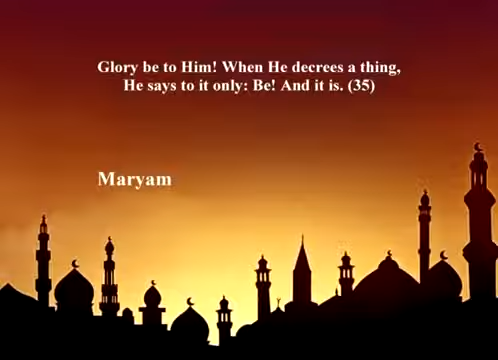 Glory be to Him! When He decrees a thing,
He says to it only: Be! And it is. (35)
Maryam